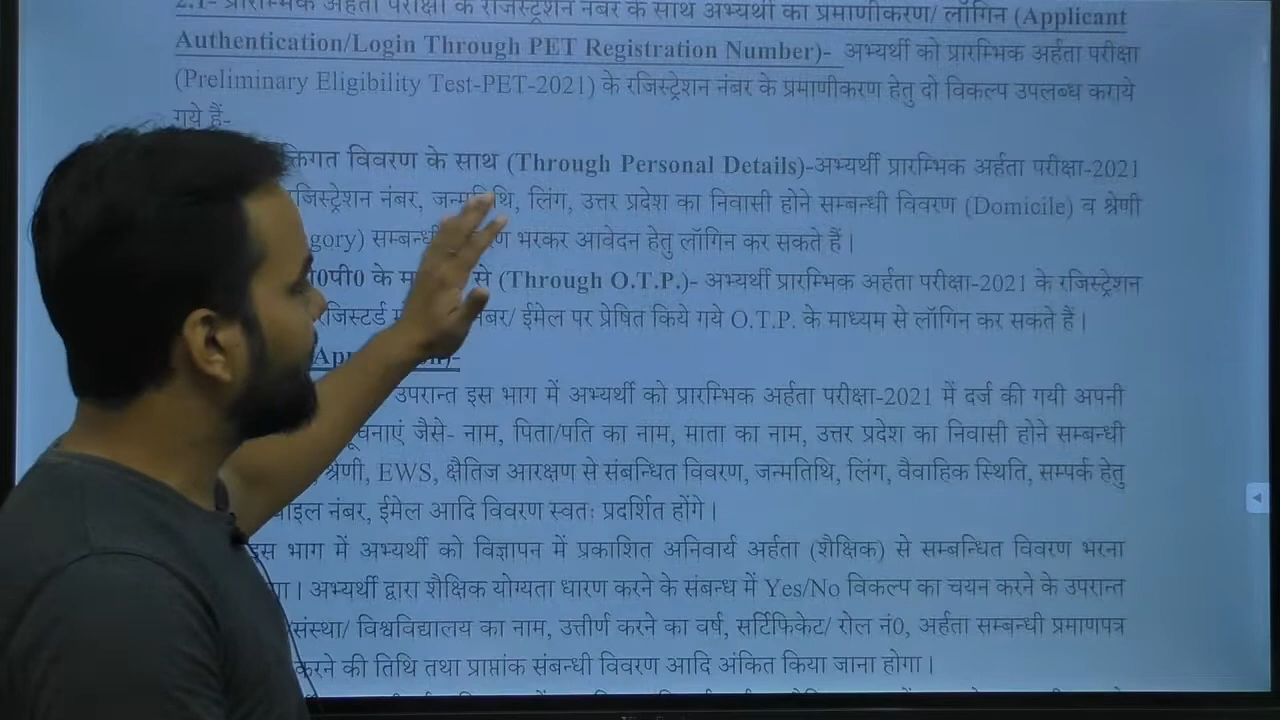 2.1- प्रारम्भिक अर्हता परीक्षा के रजिस्ट्रेशन नंबर के साथ अभ्यर्थी का प्रमाणीकरण/ लॉगिन (Applicant
Authentication/Login Through PET Registration Number)- अभ्यर्थी को प्रारम्भिक अर्हता परीक्षा
(Preliminary Eligibility Test-PET-2021) के रजिस्ट्रेशन नंबर के प्रमाणीकरण हेतु दो विकल्प उपलब्ध कराये
गये हैं-
क्तिगत विवरण के साथ (Through Personal Details)-अभ्यर्थी प्रारम्भिक अर्हता परीक्षा-2021
जिस्ट्रेशन नंबर, लिंग, उत्तर प्रदेश का निवासी होने सम्बन्धी विवरण (Domicile) व श्रेणी
gory) सम्बन्धी भरकर आवेदन हेतु लॉगिन कर सकते हैं।
0पी0 के से (Through O.T.P.)- अभ्यर्थी प्रारम्भिक अर्हता परीक्षा-2021 के रजिस्ट्रेशन
रजिस्टर्ड ईमेल पर प्रेषित किये गये O.T.P. के माध्यम से लॉगिन कर सकते हैं।
उपरान्त इस भाग में अभ्यर्थी को प्रारम्भिक अर्हता परीक्षा-2021 में दर्ज की गयी अपनी
जैसे- नाम, पिता/पति का नाम, माता का नाम, उत्तर प्रदेश का निवासी होने सम्बन्धी
श्रेणी, EWS, क्षैतिज आरक्षण से संबन्धित विवरण, जन्मतिथि, लिंग, वैवाहिक स्थिति, सम्पर्क हेतु
नंबर, ईमेल आदि विवरण स्वतः प्रदर्शित होंगे।
इस भाग में अभ्यर्थी को विज्ञापन में प्रकाशित अनिवार्य अर्हता (शैक्षिक) से सम्बन्धित विवरण भरना
। अभ्यर्थी द्वारा शैक्षिक योग्यता धारण करने के संबन्ध में Yes/No विकल्प का चयन करने के उपरान्त
संस्था/ विश्वविद्यालय का नाम, उत्तीर्ण करने का वर्ष, सर्टिफिकेट/ रोल नं0, अर्हता सम्बन्धी प्रमाणपत्र
करने की तिथि तथा प्राप्तांक संबन्धी विवरण आदि अंकित किया जाना होगा।